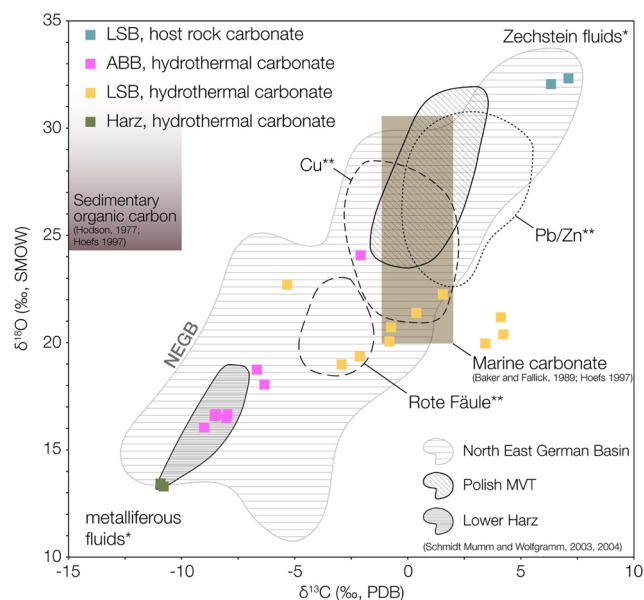 35
30
25
20
15
10
δ¹⁸O (‰, SMOW)
LSB, host rock carbonate
ABB, hydrothermal carbonate
LSB, hydrothermal carbonate
Harz, hydrothermal carbonate
Zechstein fluids*
Sedimentary
organic carbon
(Hodson, 1977;
Hoefs 1997)
Cu**
Pb/Zn**
NEGB
Marine carbonate
(Baker and Fallick, 1989; Hoefs 1997)
Rote Fäule**
metalliferous
fluids*
North East German Basin
Polish MVT
Lower Harz
(Schmidt Mumm and Wolfgramm, 2003, 2004)
-15
-10
-5
0
5
10
δ¹³C (‰, PDB)